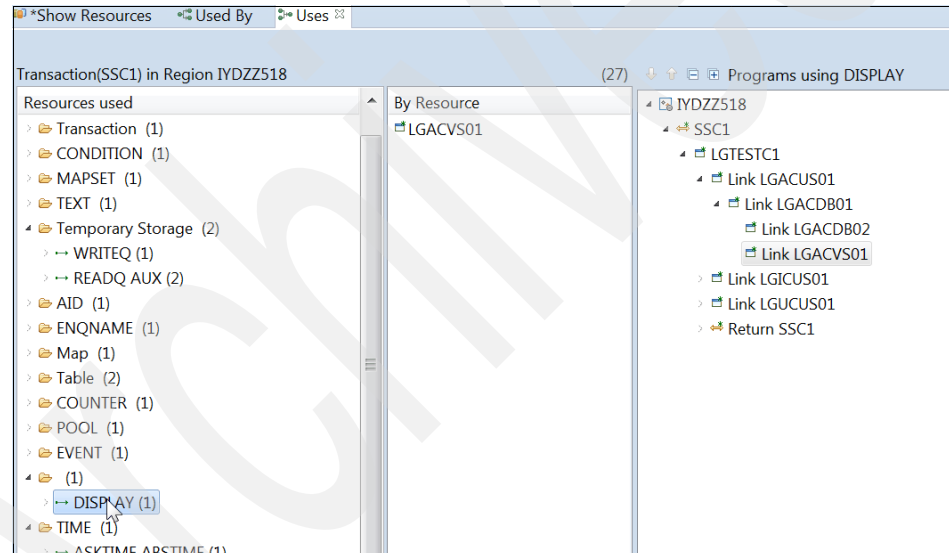 *Show Resources Used By Uses
Transaction(SSC1) in Region IYDZZ518 (27) Programs using DISPLAY
Resources used
Transaction (1)
CONDITION (1)
MAPSET (1)
TEXT (1)
Temporary Storage (2)
WRITEQ (1)
READQ AUX (2)
AID (1)
ENQNAME (1)
Map (1)
Table (2)
COUNTER (1)
POOL (1)
EVENT (1)
(1)
DISPLAY (1)
TIME (1)
ASKTIME ABSTIME (1)
By Resource
LGACVS01
IYDZZ518
SSC1
LGTESTC1
Link LGACUS01
Link LGACDB01
Link LGACDB02
Link LGACVS01
Link LGICUS01
Link LGUCUS01
Return SSC1